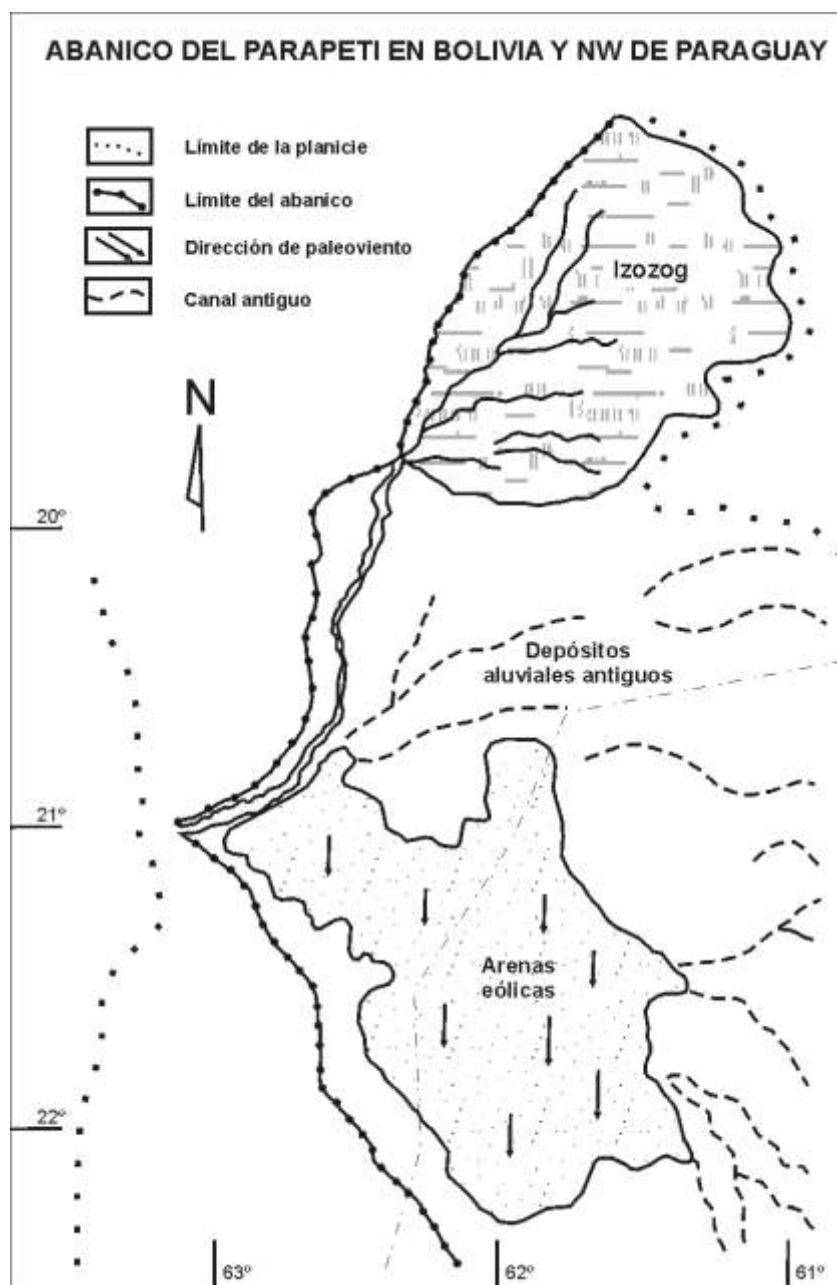 ABANICO DEL PARAPETI EN BOLIVIA Y NW DE PARAGUAY
Límite de la planicie
Límite del abanico
Dirección de paleoviento
Canal antiguo
Izozog
N
20º
Depósitos
aluviales antiguos
21º
Arenas
eólicas
22º
63º
62º
61º